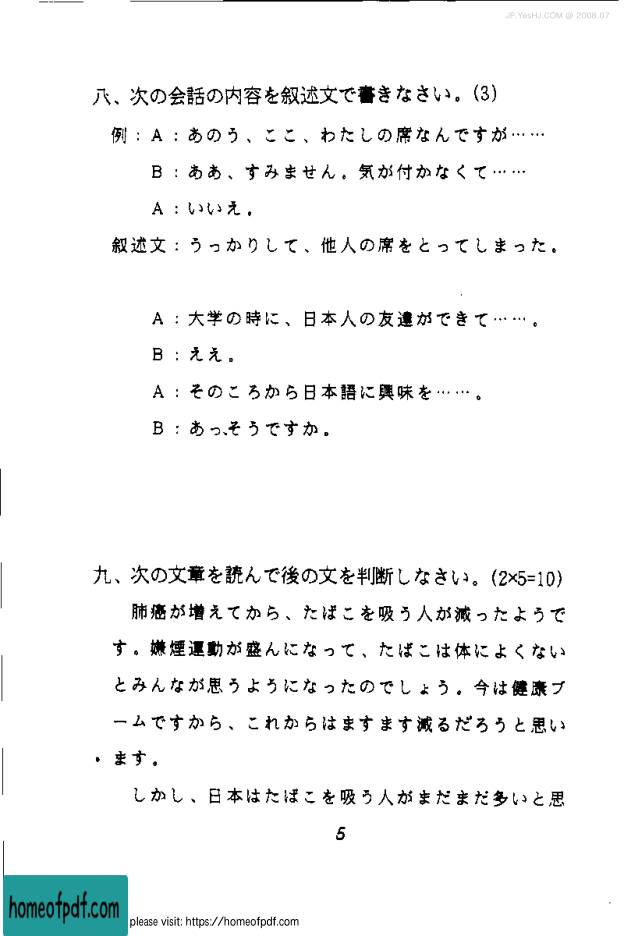 JP.YesHJ.COM @ 2008.07
八、次の会話の内容を叙述文で書きなさい。(3)
例：A：あのう、ここ、わたしの席なんですが……
B：ああ、すみません。気が付かなくて……
A：いいえ。
叙述文：うっかりして、他人の席をとってしまった。
A：大学の時に、日本人の友達ができて……。
B：ええ。
A：そのころから日本語に興味を……。
B：あっ、そうですか。
九、次の文章を読んで後の文を判断しなさい。(2×5=10)
肺癌が増えてから、たばこを吸う人が減ったようで
す。嫌煙運動が盛んになって、たばこは体によくない
とみんなが思うようになったのでしょう。今は健康ブ
ームですから、これからはますます減るだろうと思い
ます。
しかし、日本はたばこを吸う人がまだまだ多いと思
5
homeofpdf.com
please visit: https://homeofpdf.com